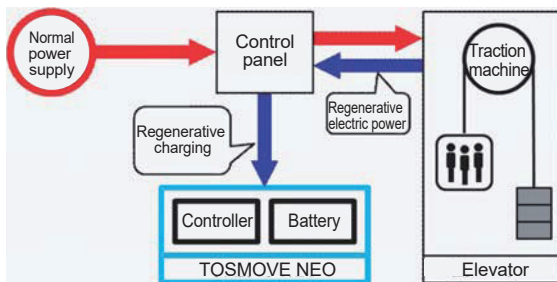 Normal
power
supply
Control
panel
Traction
machine
Regenerative
electric power
Regenerative
charging
Controller
Battery
TOSMOVE NEO
Elevator